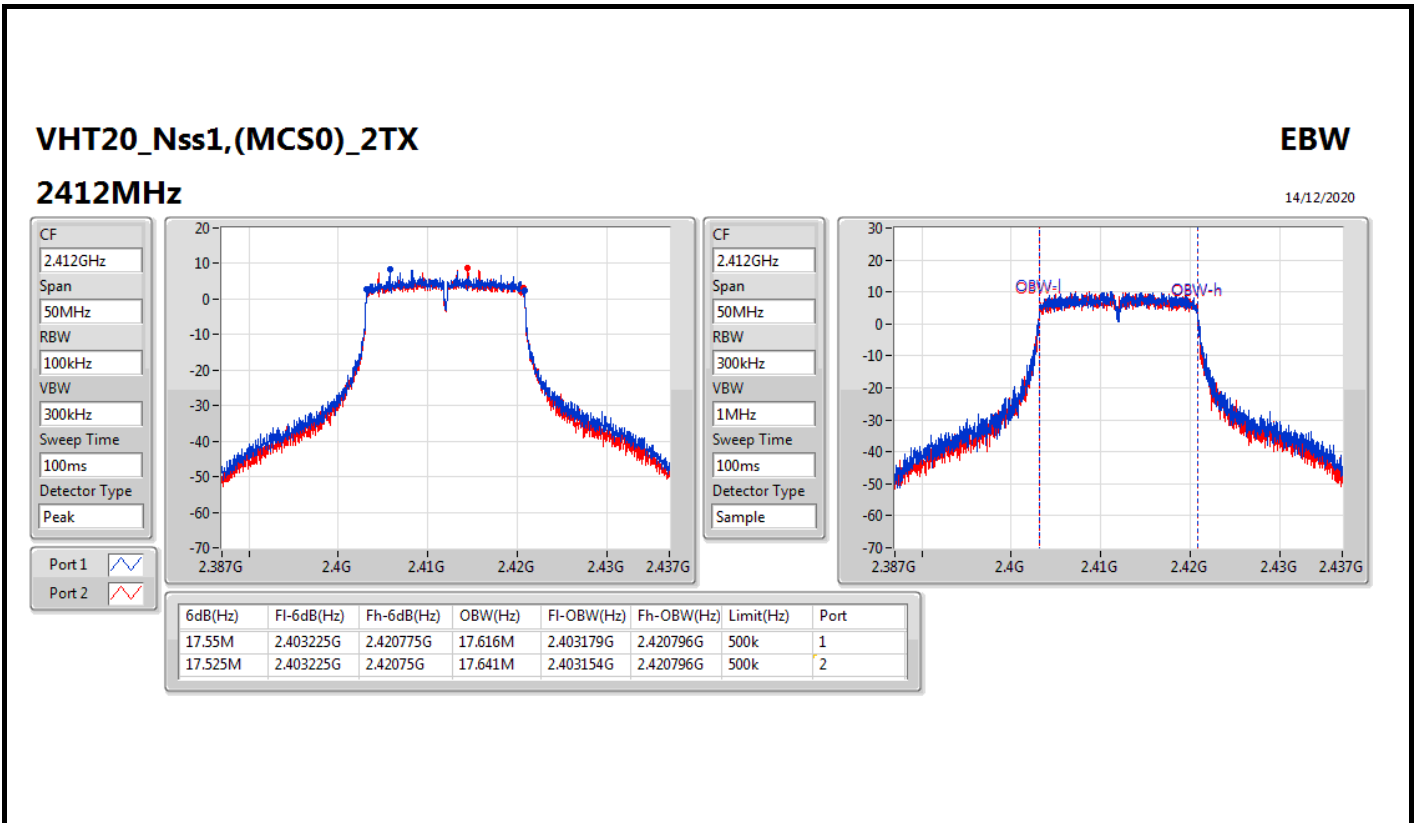 VHT20_Nss1,(MCS0)_2TX
EBW
2412MHz
14/12/2020
CF
2.412GHz
Span
50MHz
RBW
100kHz
VBW
300kHz
Sweep Time
100ms
Detector Type
Peak
Port 1
Port 2
20
10
0
-10
-20
-30
-40
-50
-60
-70
2.387G 2.4G 2.41G 2.42G 2.43G 2.437G
CF
2.412GHz
Span
50MHz
RBW
300kHz
VBW
1MHz
Sweep Time
100ms
Detector Type
Sample
30
20
10
0
-10
-20
-30
-40
-50
-60
-70
OBW-l
OBW-h
2.387G 2.4G 2.41G 2.42G 2.43G 2.437G
6dB(Hz) Fl-6dB(Hz) Fh-6dB(Hz) OBW(Hz) Fl-OBW(Hz) Fh-OBW(Hz) Limit(Hz) Port
17.55M 2.403225G 2.420775G 17.616M 2.403179G 2.420796G 500k 1
17.525M 2.403225G 2.42075G 17.641M 2.403154G 2.420796G 500k 2